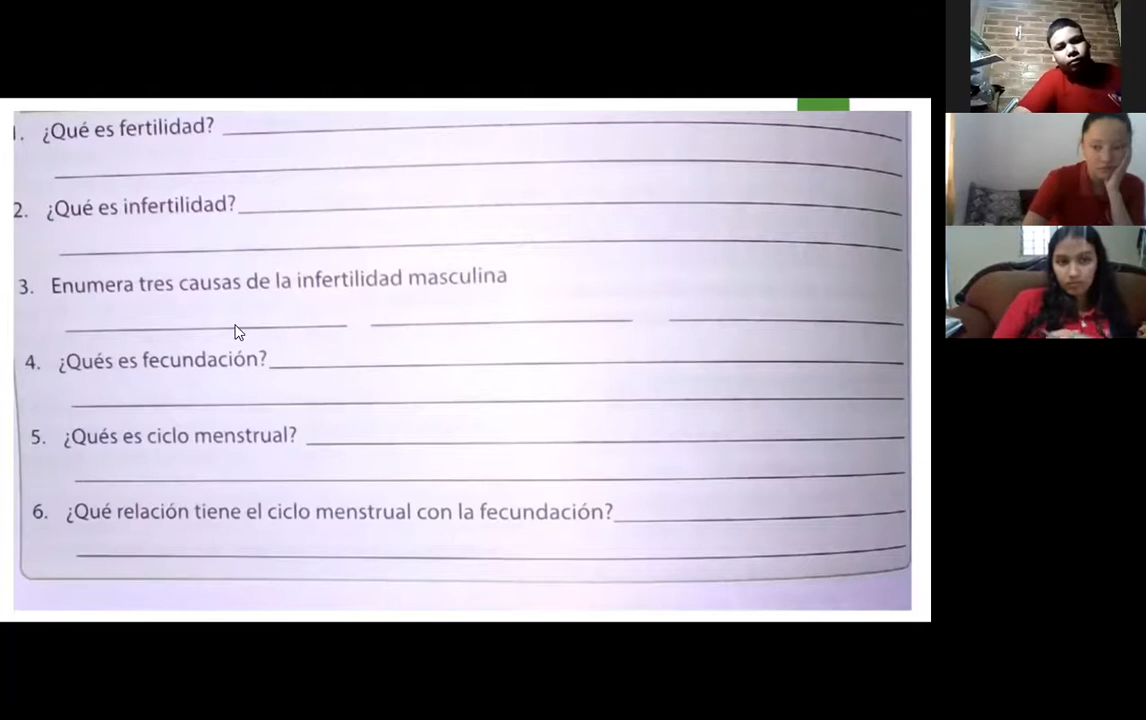 1. ¿Qué es fertilidad?
2. ¿Qué es infertilidad?
3. Enumera tres causas de la infertilidad masculina
4. ¿Qués es fecundación?
5. ¿Qués es ciclo menstrual?
6. ¿Qué relación tiene el ciclo menstrual con la fecundación?